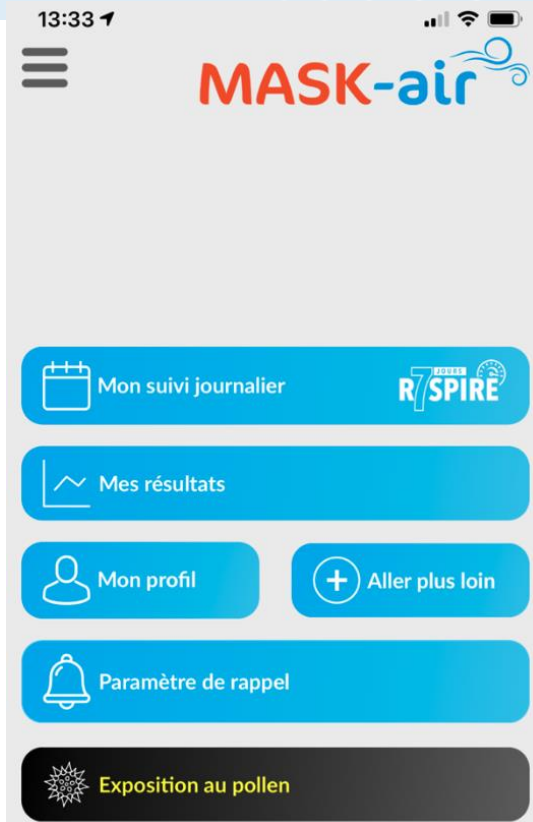 13:33
MASK-air
Mon suivi journalier
R7SPIRE
JOURS
Mes résultats
Mon profil
Aller plus loin
Paramètre de rappel
Exposition au pollen